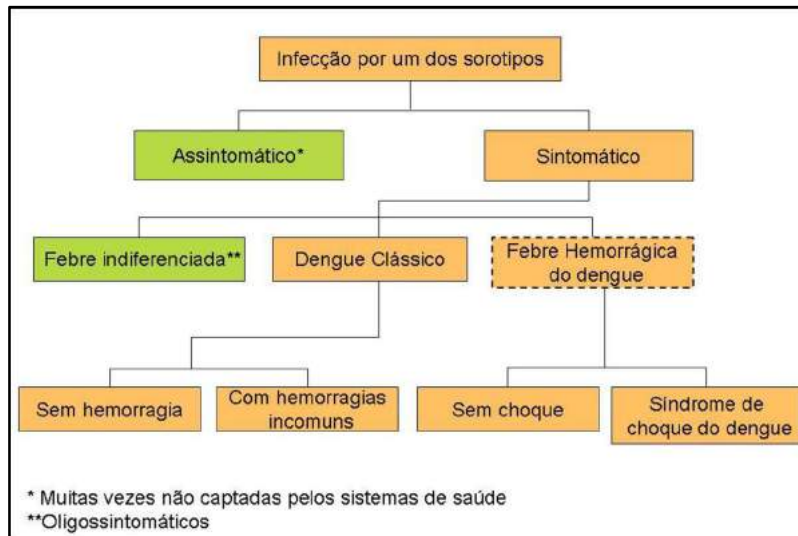 Infecção por um dos sorotipos
Assintomático*
Sintomático
Febre indiferenciada**
Dengue Clássico
Febre Hemorrágica
do dengue
Sem hemorragia
Com hemorragias
incomuns
Sem choque
Síndrome de
choque do dengue
* Muitas vezes não captadas pelos sistemas de saúde
**Oligossintomáticos